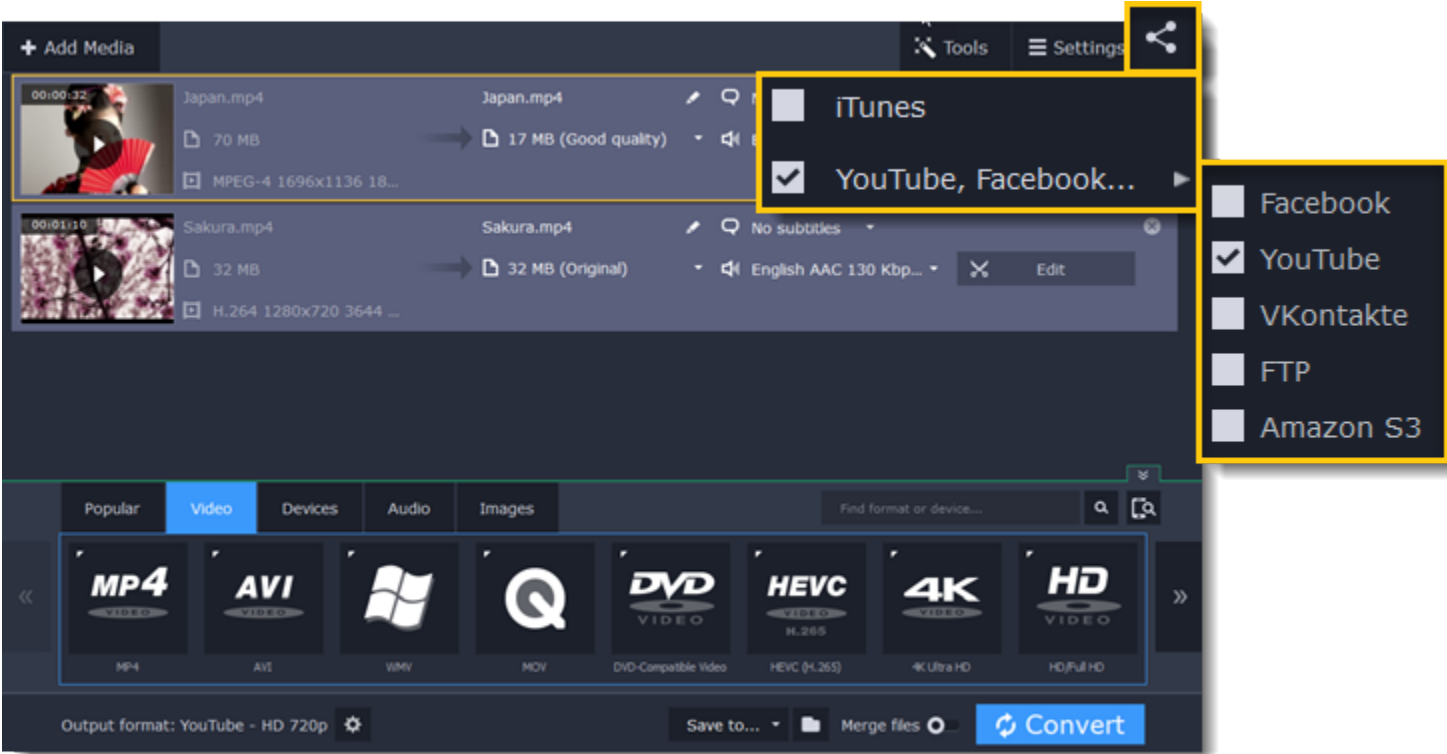 Add Media
Tools
Settings
00:00:32
Japan.mp4
Japan.mp4
70 MB
17 MB (Good quality)
MPEG-4 1696x1136 18...
iTunes
YouTube, Facebook...
Facebook
YouTube
VKontakte
FTP
Amazon S3
00:01:10
Sakura.mp4
Sakura.mp4
No subtitles
32 MB
32 MB (Original)
English AAC 130 Kbp...
Edit
H.264 1280x720 3644 ...
Popular
Video
Devices
Audio
Images
Find format or device...
MP4 VIDEO
AVI VIDEO
DVD VIDEO
HEVC VIDEO H.265
4K VIDEO
HD VIDEO
MP4
AVI
WMV
MOV
DVD-Compatible Video
HEVC (H.265)
4K Ultra HD
HD/Full HD
Output format: YouTube - HD 720p
Save to...
Merge files
Convert